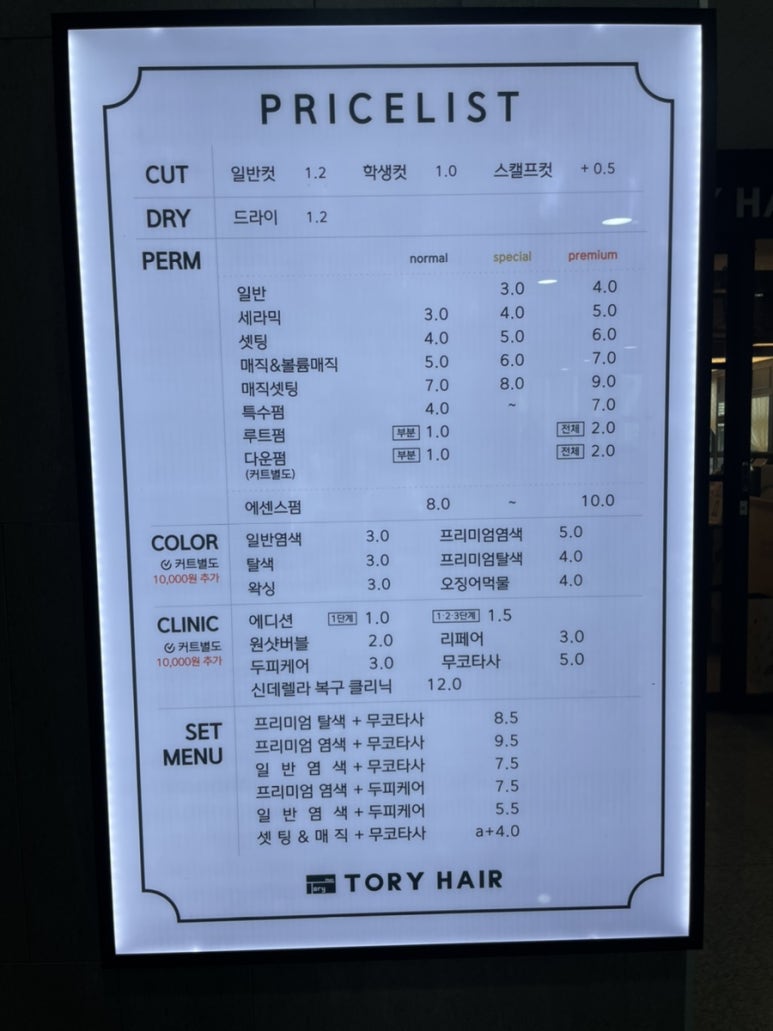 PRICELIST
CUT 일반컷 1.2 학생컷 1.0 스캘프컷 + 0.5
DRY 드라이 1.2
PERM normal special premium
일반 3.0 4.0
세라믹 3.0 4.0 5.0
셋팅 4.0 5.0 6.0
매직&볼륨매직 5.0 6.0 7.0
매직셋팅 7.0 8.0 9.0
특수펌 4.0 ~ 7.0
루트펌 부분 1.0 전체 2.0
다운펌 부분 1.0 전체 2.0
(커트별도)
에센스펌 8.0 ~ 10.0
COLOR 일반염색 3.0 프리미엄염색 5.0
커트별도 탈색 3.0 프리미엄탈색 4.0
10,000원 추가 왁싱 3.0 오징어먹물 4.0
CLINIC 에디션 1단계 1.0 1·2·3단계 1.5
커트별도 원샷버블 2.0 리페어 3.0
10,000원 추가 두피케어 3.0 무코타사 5.0
신데렐라 복구 클리닉 12.0
SET 프리미엄 탈색 + 무코타사 8.5
MENU 프리미엄 염색 + 무코타사 9.5
일 반 염 색 + 무코타사 7.5
프리미엄 염색 + 두피케어 7.5
일 반 염 색 + 두피케어 5.5
셋 팅 & 매 직 + 무코타사 a+4.0
Tory TORY HAIR